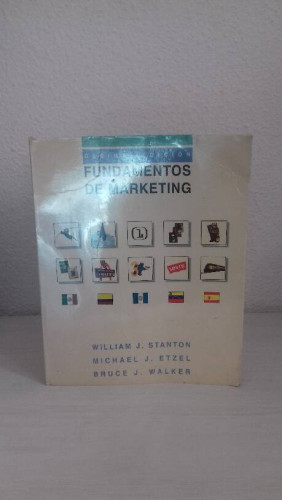 FUNDAMENTOS
DE MARKETING
WILLIAM J. STANTON
MICHAEL J. ETZEL
BRUCE J. WALKER